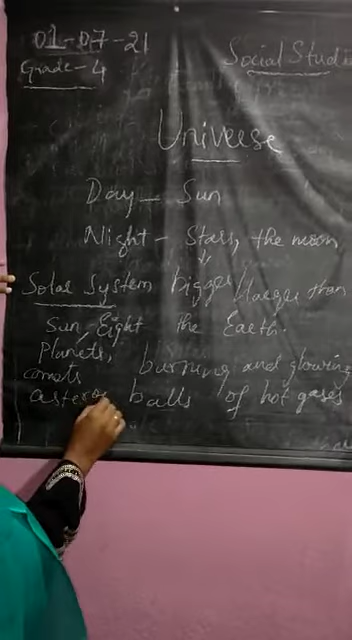 01-07-21
Social Studi
Grade - 4
Universe
Day - Sun
Night - Stars, the moon
Solar System bigger/larger than
Sun, Eight the Earth.
Planets, burning and glowing
comets
astero balls of hot gases